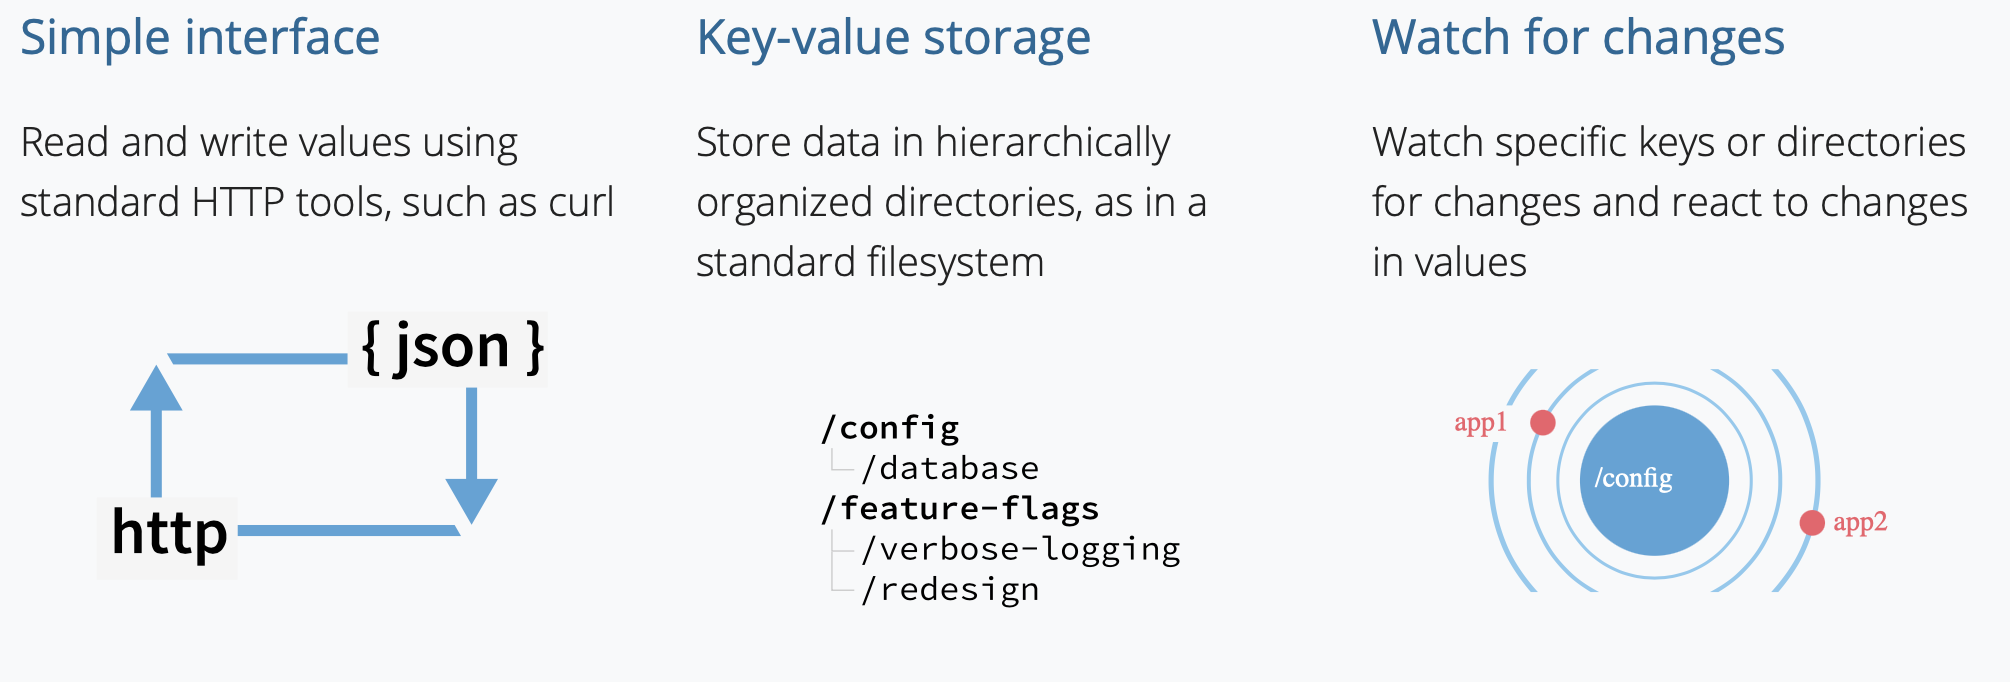 Simple interface
Read and write values using
standard HTTP tools, such as curl
{ json }
http
Key-value storage
Store data in hierarchically
organized directories, as in a
standard filesystem
/config
/database
/feature-flags
/verbose-logging
/redesign
Watch for changes
Watch specific keys or directories
for changes and react to changes
in values
app1
/config
app2